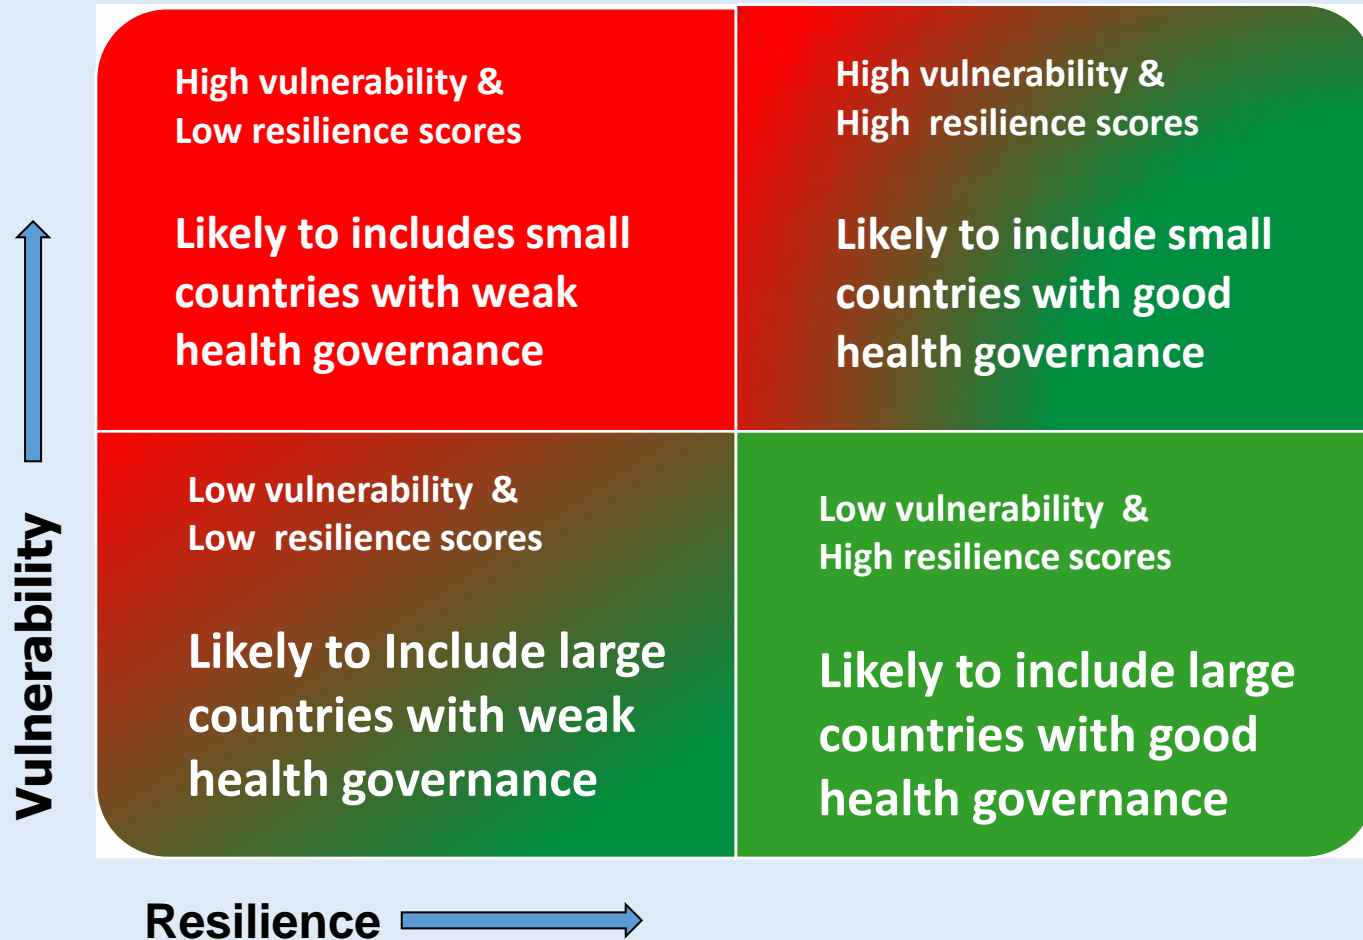 High vulnerability &
Low resilience scores
Likely to includes small
countries with weak
health governance
High vulnerability &
High resilience scores
Likely to include small
countries with good
health governance
Low vulnerability &
Low resilience scores
Likely to Include large
countries with weak
health governance
Low vulnerability &
High resilience scores
Likely to include large
countries with good
health governance
Vulnerability
Resilience